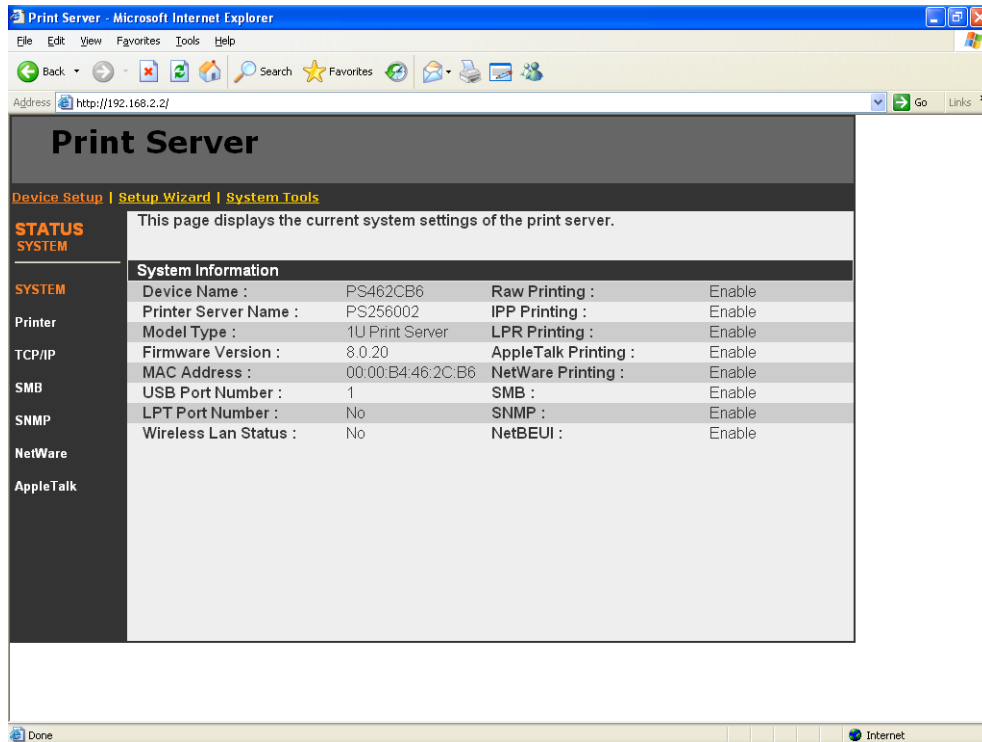 Print Server - Microsoft Internet Explorer
File Edit View Favorites Tools Help
Back Search Favorites
Address http://192.168.2.2/ Go Links
Print Server
Device Setup | Setup Wizard | System Tools
STATUS
SYSTEM
SYSTEM
Printer
TCP/IP
SMB
SNMP
NetWare
AppleTalk
This page displays the current system settings of the print server.
System Information
Device Name : PS462CB6 Raw Printing : Enable
Printer Server Name : PS256002 IPP Printing : Enable
Model Type : 1U Print Server LPR Printing : Enable
Firmware Version : 8.0.20 AppleTalk Printing : Enable
MAC Address : 00:00:B4:46:2C:B6 NetWare Printing : Enable
USB Port Number : 1 SMB : Enable
LPT Port Number : No SNMP : Enable
Wireless Lan Status : No NetBEUI : Enable
Done Internet